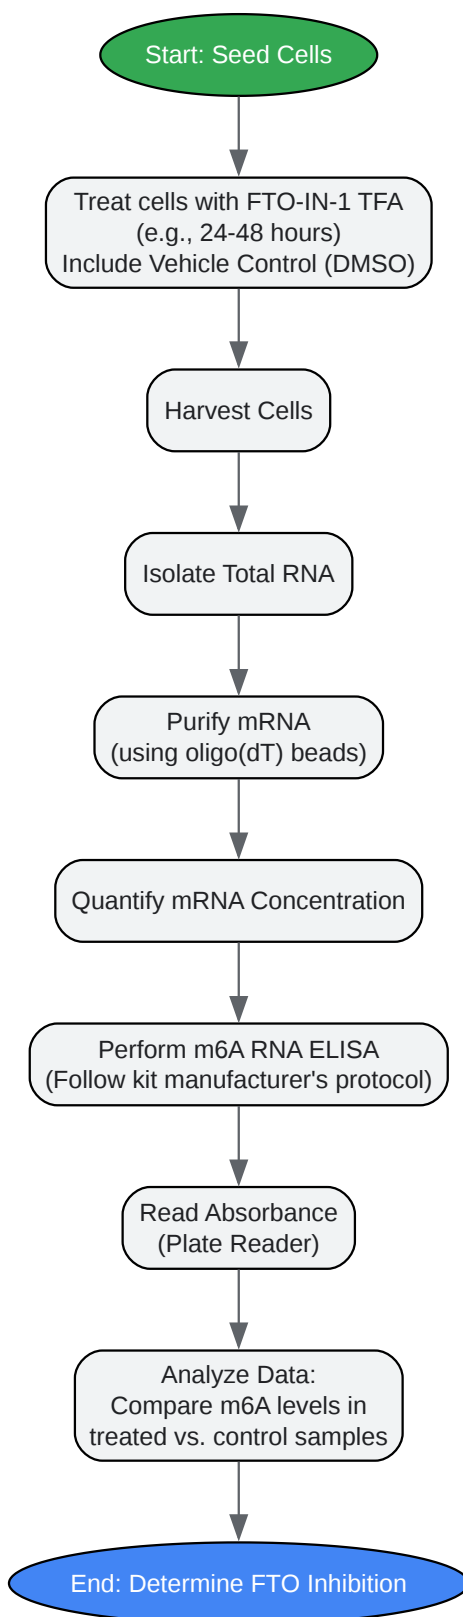 Start: Seed Cells
Treat cells with FTO-IN-1 TFA
(e.g., 24-48 hours)
Include Vehicle Control (DMSO)
Harvest Cells
Isolate Total RNA
Purify mRNA
(using oligo(dT) beads)
Quantify mRNA Concentration
Perform m6A RNA ELISA
(Follow kit manufacturer's protocol)
Read Absorbance
(Plate Reader)
Analyze Data:
Compare m6A levels in
treated vs. control samples
End: Determine FTO Inhibition